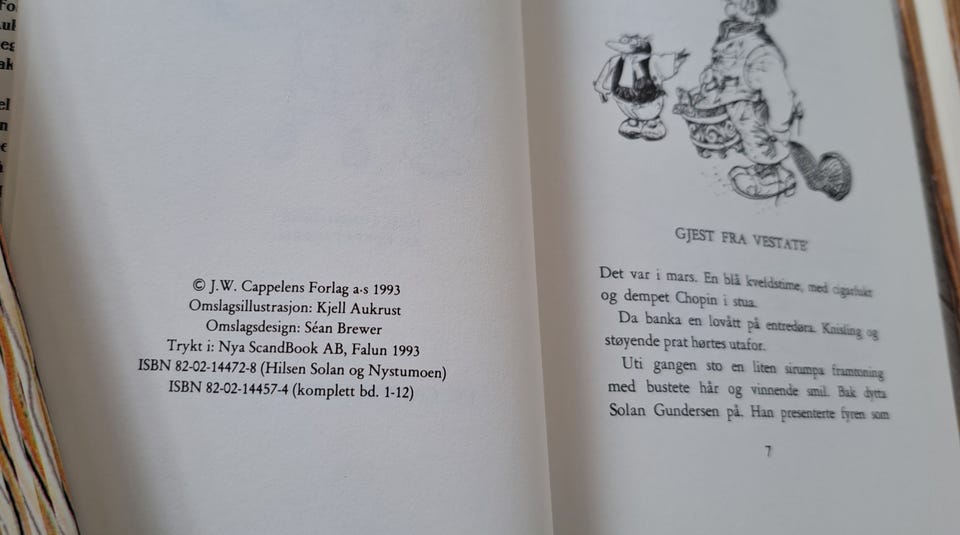 © J.W. Cappelens Forlag a·s 1993
Omslagsillustrasjon: Kjell Aukrust
Omslagsdesign: Séan Brewer
Trykt i: Nya ScandBook AB, Falun 1993
ISBN 82-02-14472-8 (Hilsen Solan og Nystumoen)
ISBN 82-02-14457-4 (komplett bd. 1-12)
GJEST FRA VESTATE'
Det var i mars. En blå kveldstime, med cigarlukt
og dempet Chopin i stua.
Da banka en lovått på entredøra. Knisling og
støyende prat hørtes utafor.
Uti gangen sto en liten sirumpa framtoning
med bustete hår og vinnende smil. Bak dytta
Solan Gundersen på. Han presenterte fyren som
7